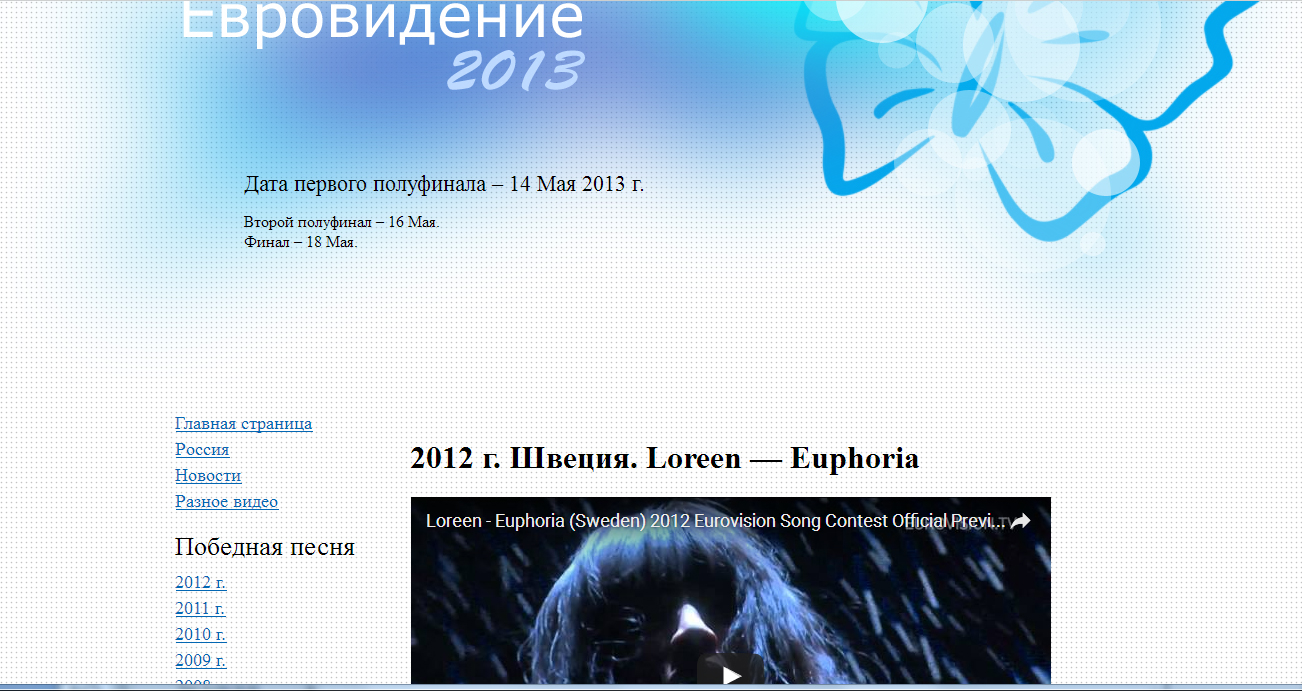 Евровидение
2013
Дата первого полуфинала – 14 Мая 2013 г.
Второй полуфинал – 16 Мая.
Финал – 18 Мая.
Главная страница
Россия
Новости
Разное видео
Победная песня
2012 г.
2011 г.
2010 г.
2009 г.
2012 г. Швеция. Loreen — Euphoria
Loreen - Euphoria (Sweden) 2012 Eurovision Song Contest Official Previ...